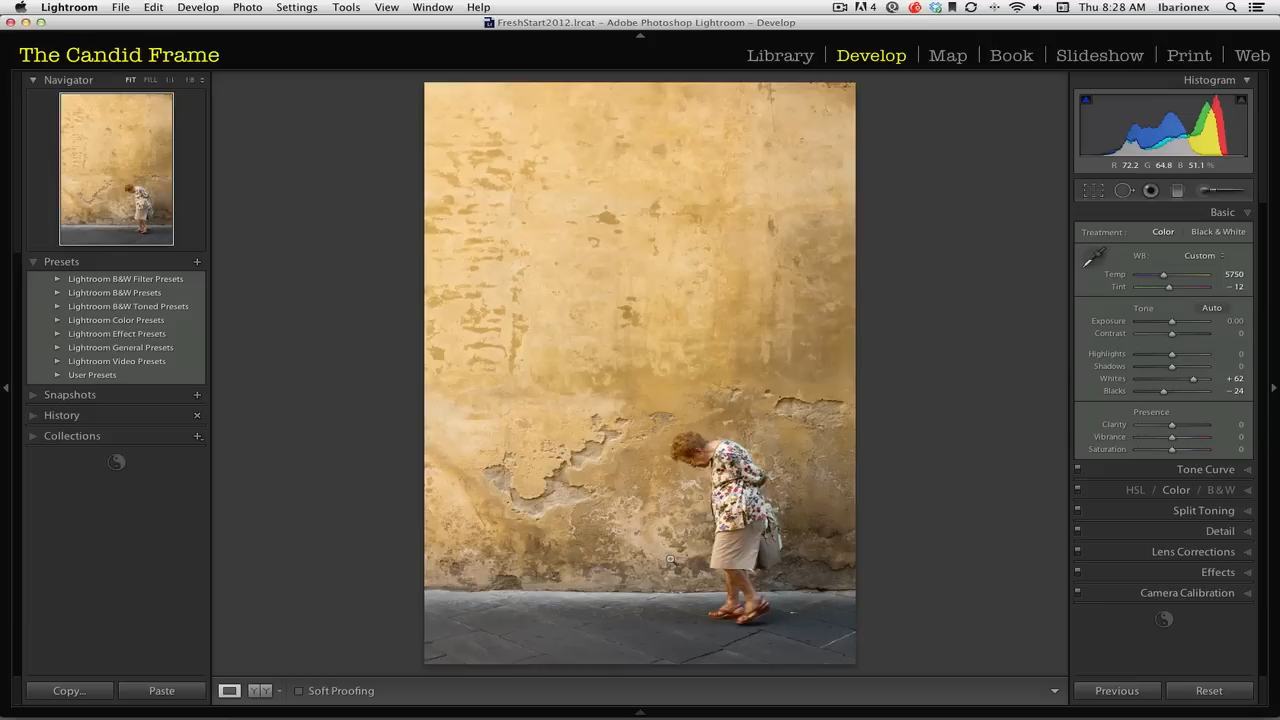 Lightroom File Edit Develop Photo Settings Tools View Window Help 4 Thu 8:28 AM Ibarionex
FreshStart2012.lrcat - Adobe Photoshop Lightroom - Develop
The Candid Frame Library Develop Map Book Slideshow Print Web
Navigator FIT FILL 1:1 1:8 Histogram
R 72.2 G 64.8 B 51.1 %
Basic
Treatment : Color Black & White
WB : Custom
Presets
Temp 5750
Lightroom B&W Filter Presets
Tint - 12
Lightroom B&W Presets
Lightroom B&W Toned Presets
Tone Auto
Lightroom Color Presets
Exposure 0.00
Lightroom Effect Presets
Contrast 0
Lightroom General Presets
Highlights 0
Lightroom Video Presets
Shadows 0
User Presets
Whites + 62
Blacks - 24
Snapshots
Presence
History
Clarity 0
Collections
Vibrance 0
Saturation 0
Tone Curve
HSL / Color / B&W
Split Toning
Detail
Lens Corrections
Effects
Camera Calibration
Copy... Paste Y Y Soft Proofing Previous Reset